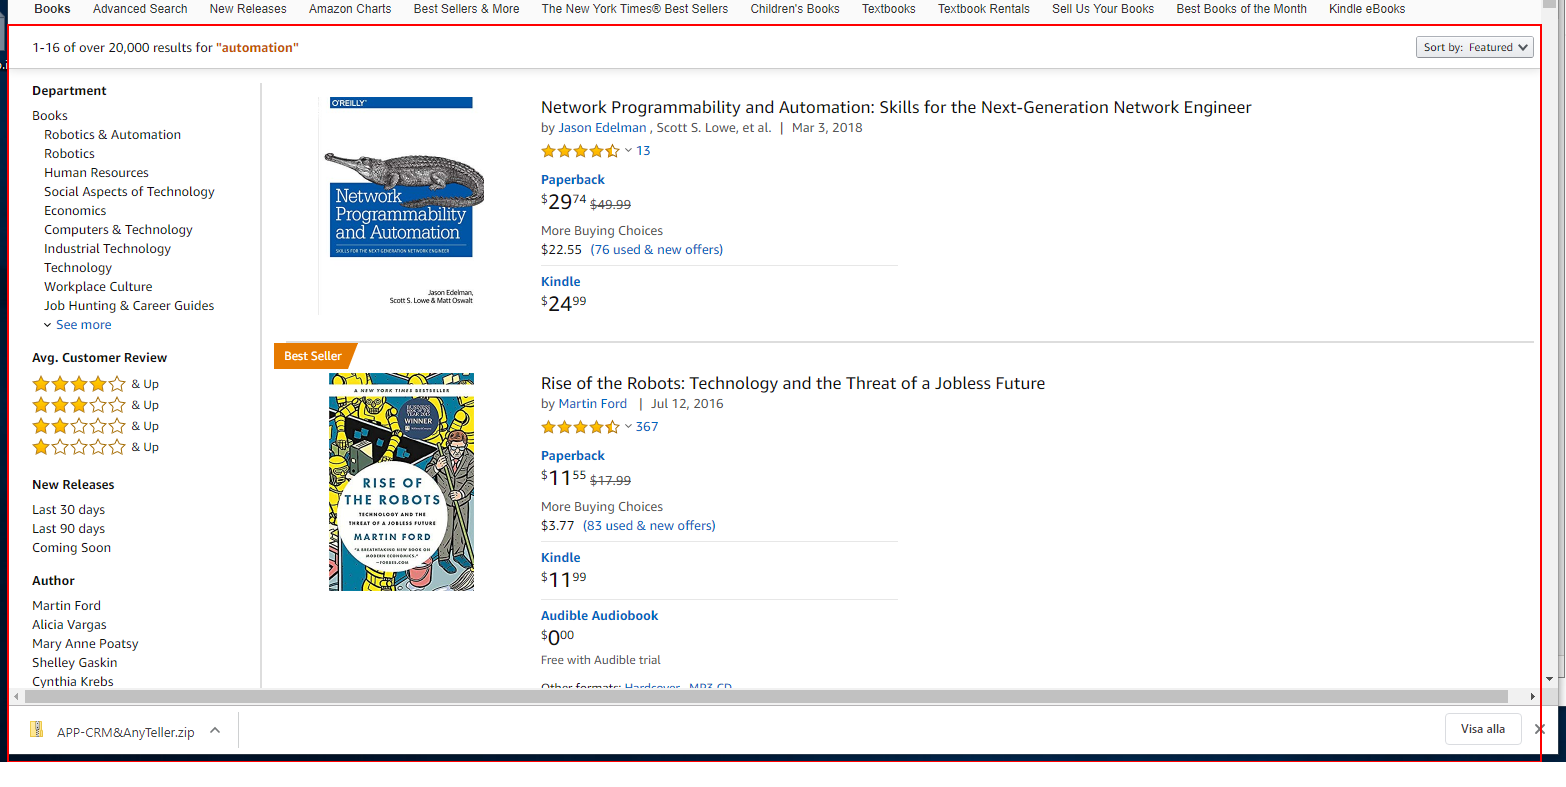 Books Advanced Search New Releases Amazon Charts Best Sellers & More The New York Times® Best Sellers Children's Books Textbooks Textbook Rentals Sell Us Your Books Best Books of the Month Kindle eBooks
1-16 of over 20,000 results for "automation"
Sort by: Featured
Department
Books
Robotics & Automation
Robotics
Human Resources
Social Aspects of Technology
Economics
Computers & Technology
Industrial Technology
Technology
Workplace Culture
Job Hunting & Career Guides
See more
Avg. Customer Review
& Up
& Up
& Up
& Up
New Releases
Last 30 days
Last 90 days
Coming Soon
Author
Martin Ford
Alicia Vargas
Mary Anne Poatsy
Shelley Gaskin
Cynthia Krebs
O'REILLY
Network
Programmability
and Automation
SKILLS FOR THE NEXT-GENERATION NETWORK ENGINEER
Jason Edelman,
Scott S. Lowe & Matt Oswalt
Network Programmability and Automation: Skills for the Next-Generation Network Engineer
by Jason Edelman , Scott S. Lowe, et al. | Mar 3, 2018
13
Paperback
$29 74 $49.99
More Buying Choices
$22.55 (76 used & new offers)
Kindle
$24 99
Best Seller
A NEW YORK TIMES BESTSELLER
WINNER
RISE OF
THE ROBOTS
TECHNOLOGY AND THE
THREAT OF A JOBLESS FUTURE
MARTIN FORD
"A BREATHTAKING NEW BOOK ON
MODERN ECONOMICS."
—FORBES.COM
Rise of the Robots: Technology and the Threat of a Jobless Future
by Martin Ford | Jul 12, 2016
367
Paperback
$11 55 $17.99
More Buying Choices
$3.77 (83 used & new offers)
Kindle
$11 99
Audible Audiobook
$0 00
Free with Audible trial
Other formats: Hardcover , MP3 CD
APP-CRM&AnyTeller.zip
Visa alla